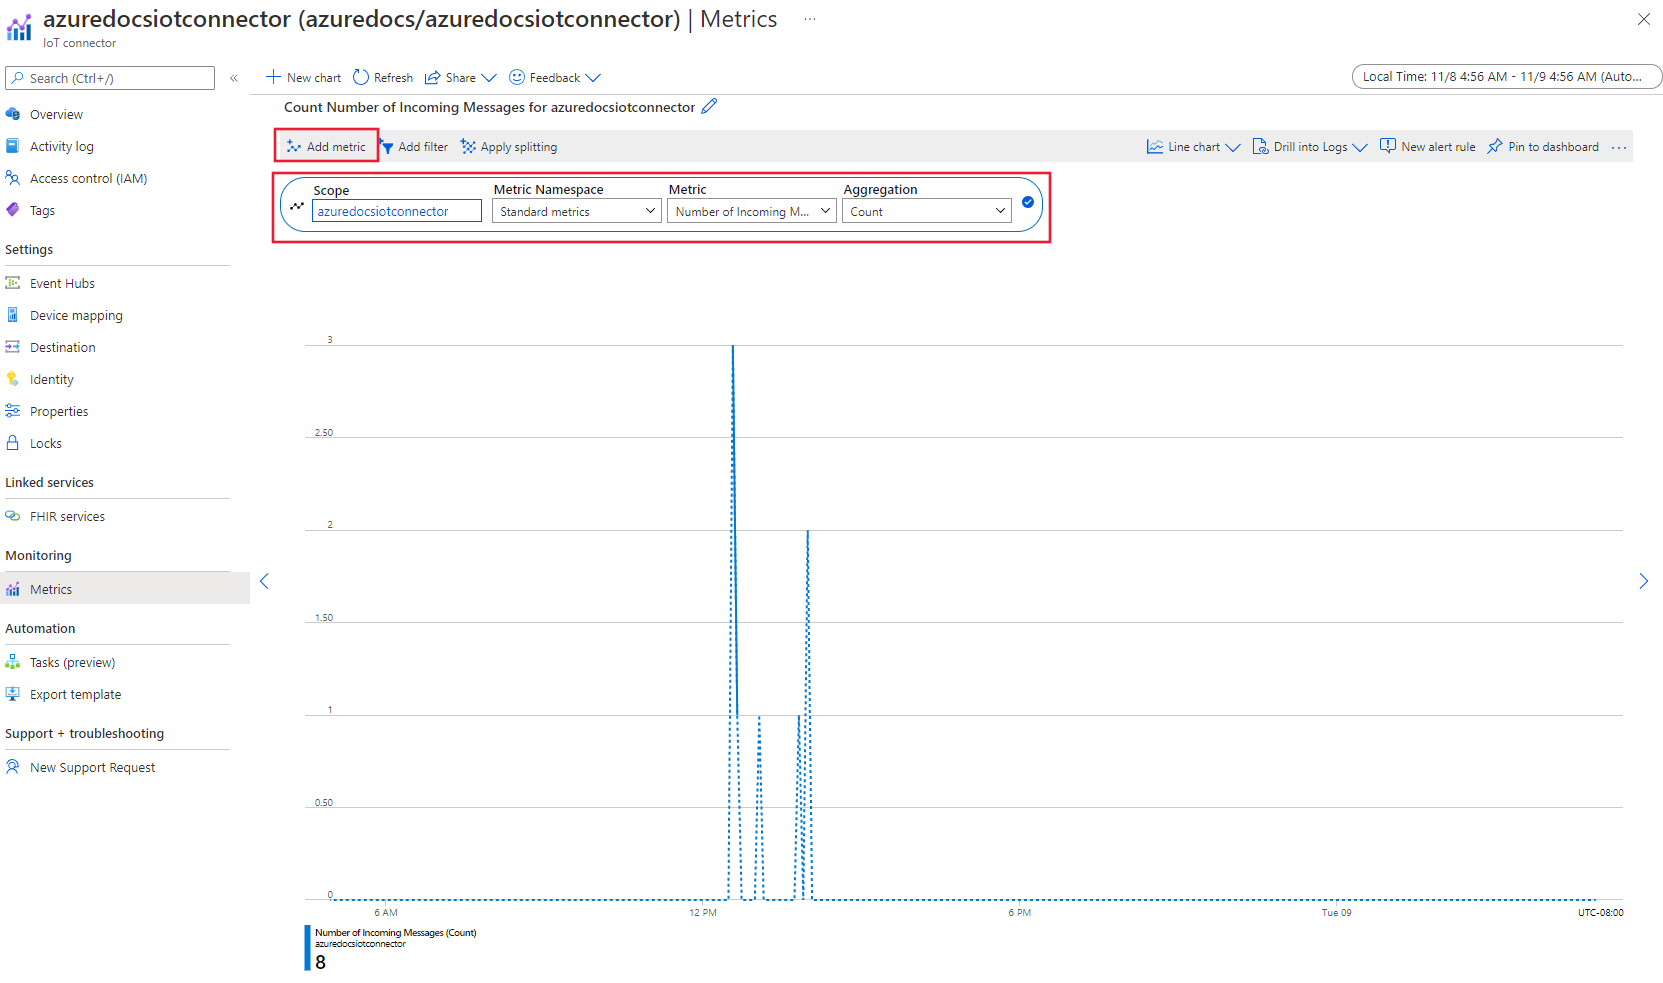 azuredocsiotconnector (azuredocs/azuredocsiotconnector) | Metrics ...
IoT connector
Search (Ctrl+/) «
New chart Refresh Share Feedback Local Time: 11/8 4:56 AM - 11/9 4:56 AM (Auto...
Count Number of Incoming Messages for azuredocsiotconnector
Add metric Add filter Apply splitting Line chart Drill into Logs New alert rule Pin to dashboard ...
Scope Metric Namespace Metric Aggregation
azuredocsiotconnector Standard metrics Number of Incoming M... Count
Overview
Activity log
Access control (IAM)
Tags
Settings
Event Hubs
Device mapping
Destination
Identity
Properties
Locks
Linked services
FHIR services
Monitoring
Metrics
Automation
Tasks (preview)
Export template
Support + troubleshooting
New Support Request
3
2.50
2
1.50
1
0.50
0
6 AM 12 PM 6 PM Tue 09 UTC-08:00
Number of Incoming Messages (Count)
azuredocsiotconnector
8